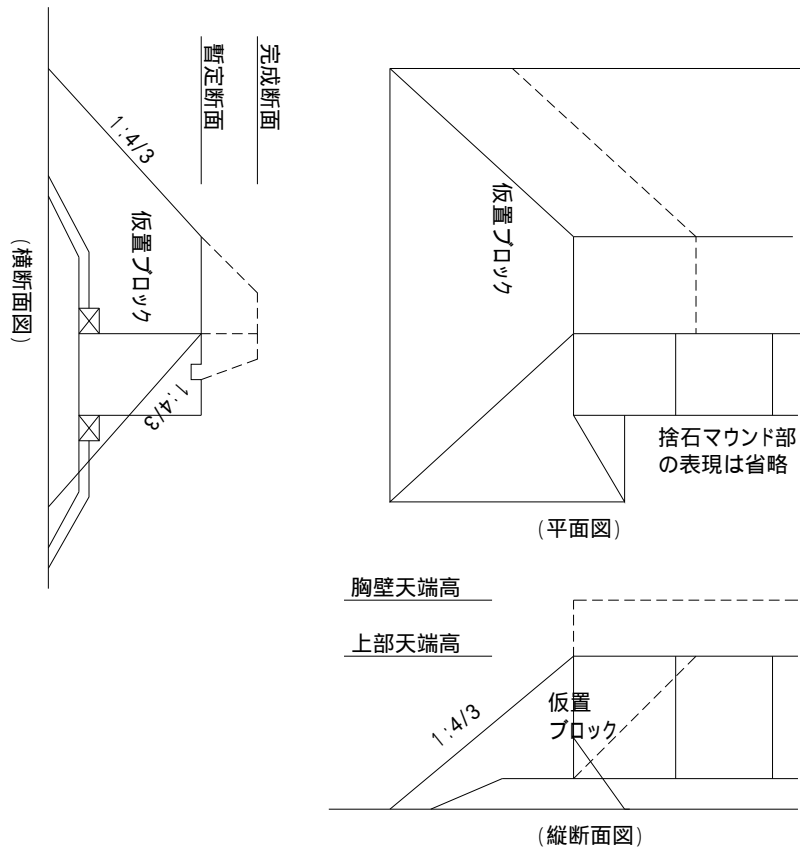 完成断面
暫定断面
1:4/3
仮置ブロック
1:4/3
(横断面図)
仮置ブロック
捨石マウンド部
の表現は省略
(平面図)
胸壁天端高
上部天端高
1:4/3
仮置
ブロック
(縦断面図)